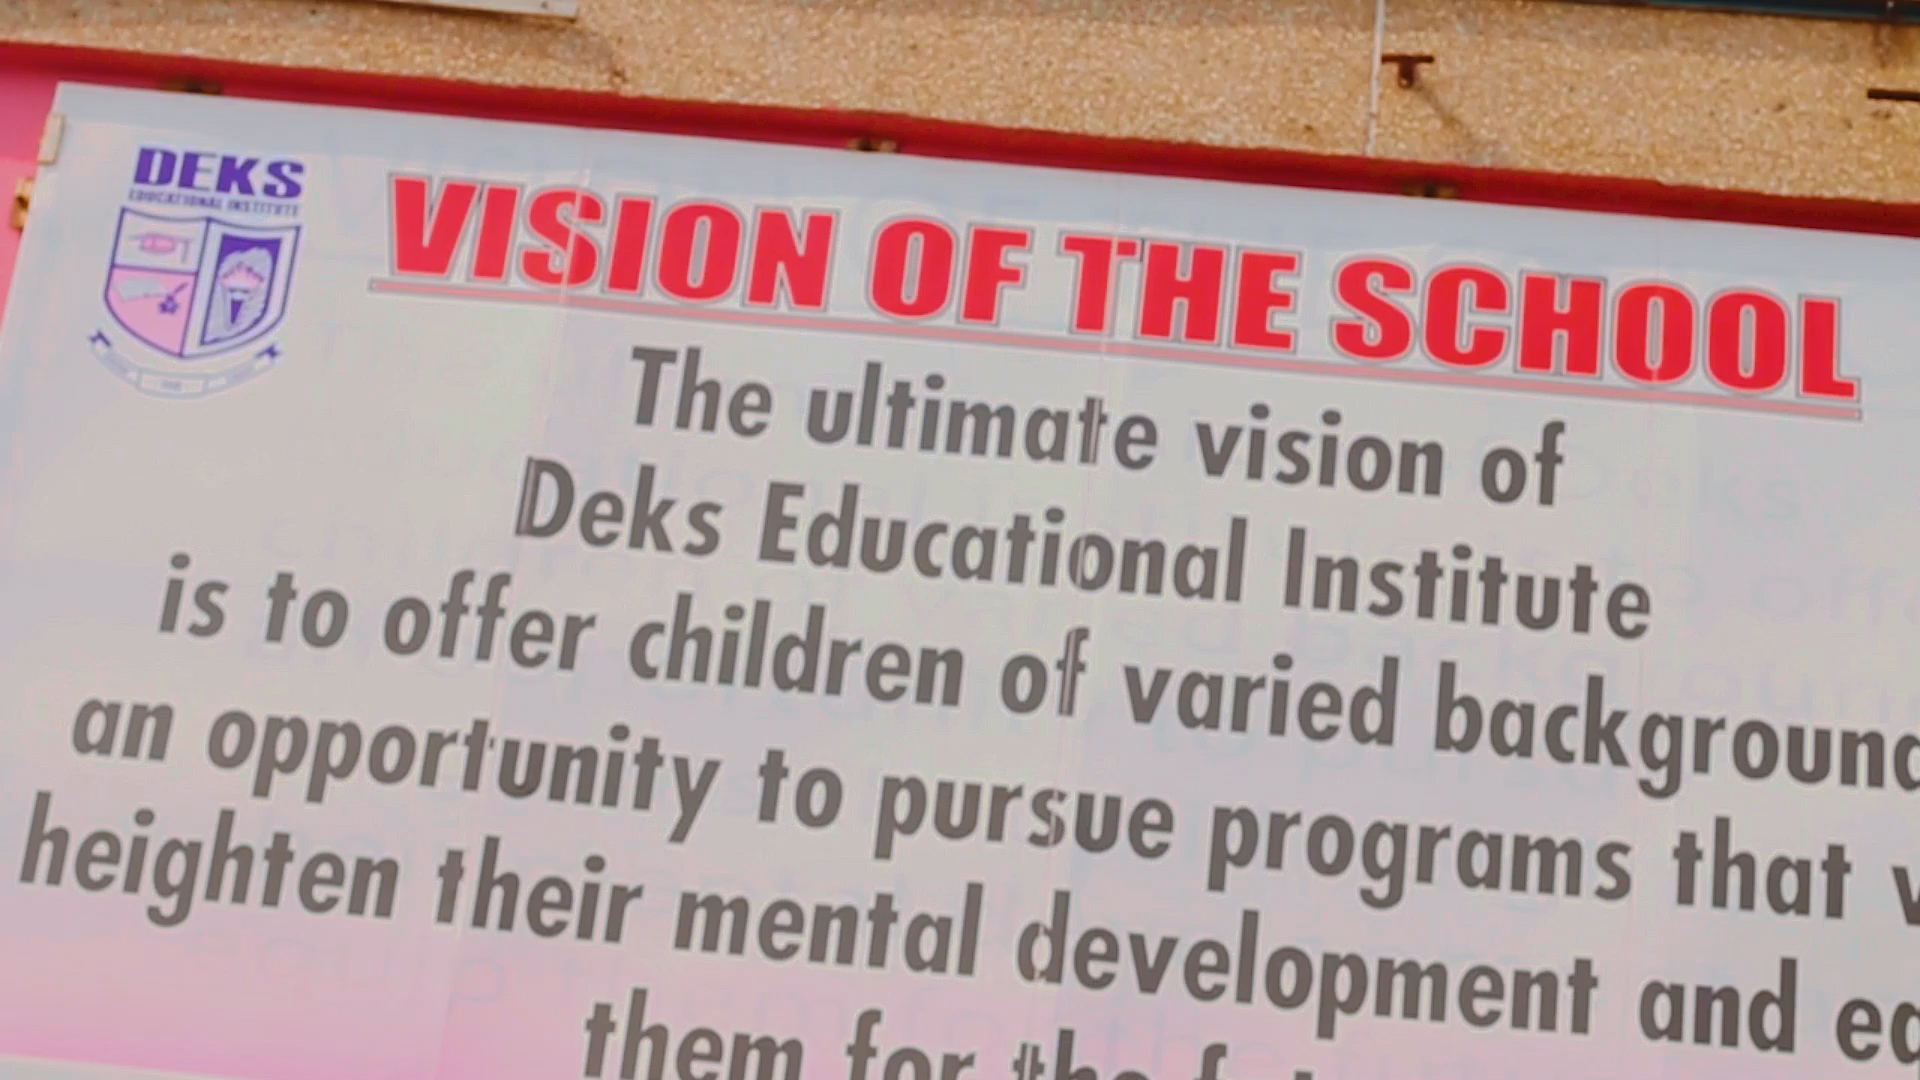 DEKS
EDUCATIONAL INSTITUTE
VISION OF THE SCHOOL
The ultimate vision of
Deks Educational Institute
is to offer children of varied background
an opportunity to pursue programs that
heighten their mental development and
them for the